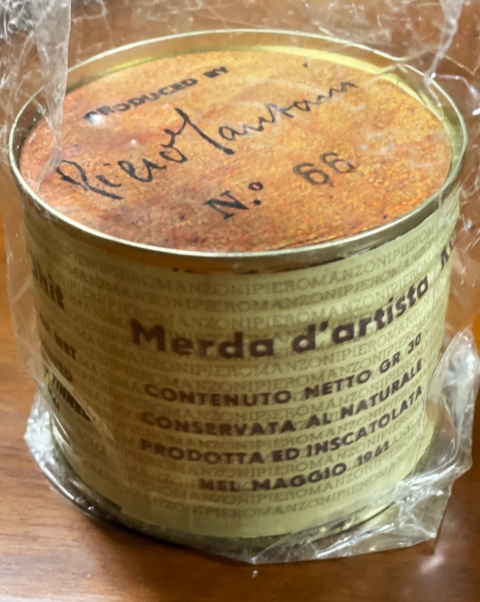 PRODUCED BY
Piero Manzoni
N.º 66
Merda d'artista
CONTENUTO NETTO GR 30
CONSERVATA AL NATURALE
PRODOTTA ED INSCATOLATA
NEL MAGGIO 1961